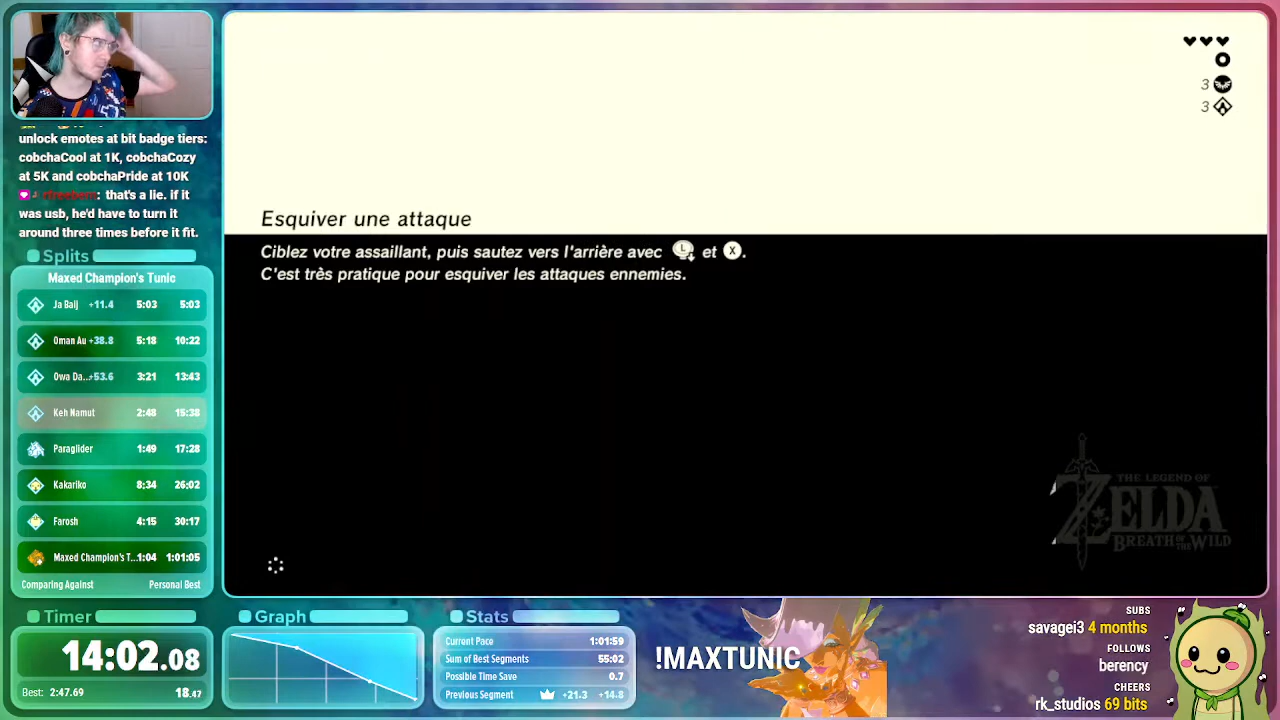 unlock emotes at bit badge tiers:
cobchaCool at 1K, cobchaCozy
at 5K and cobchaPride at 10K
: that's a lie. if it
was usb, he'd have to turn it
around three times before it fit.
Splits
Maxed Champion's Tunic
Ja Baij +11.4 5:03 5:03
Oman Au +38.8 5:18 10:22
Owa Da... +53.6 3:21 13:43
Keh Namut 2:48 15:38
Paraglider 1:49 17:28
Kakariko 8:34 26:02
Farosh 4:15 30:17
Maxed Champion's T... 1:04 1:01:05
Comparing Against Personal Best
Timer
14:02.08
Best: 2:47.69 18.47
3
3
Esquiver une attaque
Ciblez votre assaillant, puis sautez vers l'arrière avec L et X.
C'est très pratique pour esquiver les attaques ennemies.
THE LEGEND OF
ZELDA
BREATH OF THE WILD
Graph
Stats
Current Pace 1:01:59
Sum of Best Segments 55:02
Possible Time Save 0.7
Previous Segment +21.3 +14.8
!MAXTUNIC
SUBS
savagei3 4 months
FOLLOWS
berency
CHEERS
rk_studios 69 bits